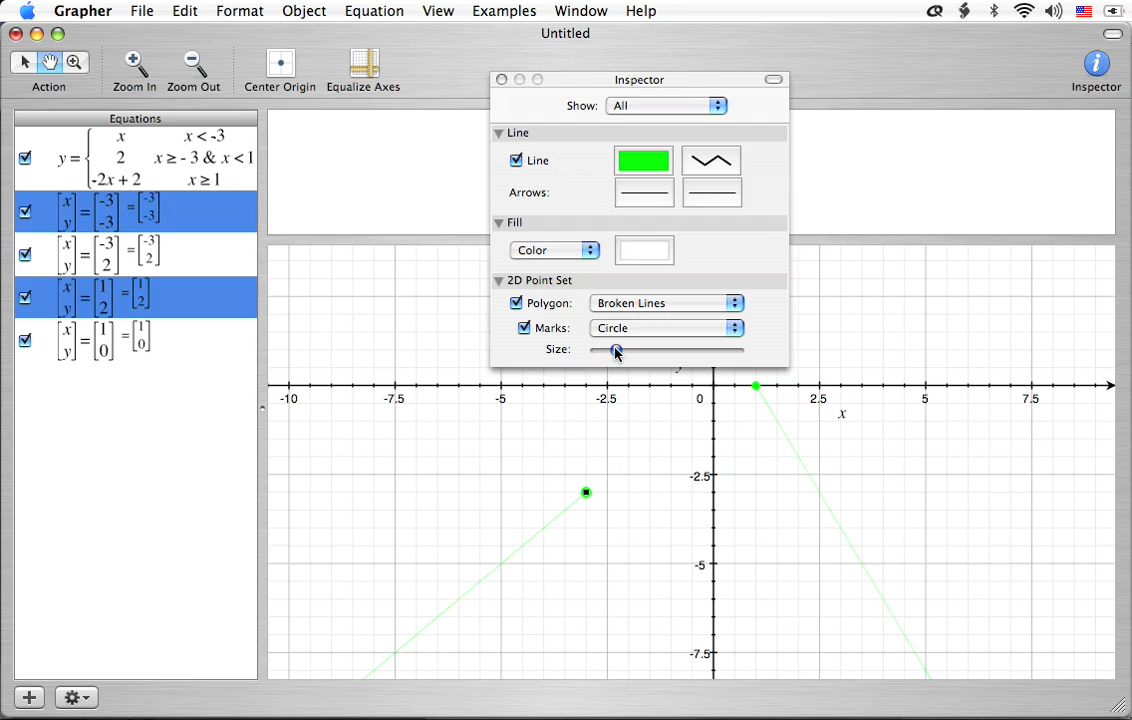 Grapher File Edit Format Object Equation View Examples Window Help
Untitled
Action Zoom In Zoom Out Center Origin Equalize Axes Inspector
Inspector
Show: All
Equations
x x < -3
y = 2 x ≥ - 3 & x < 1
-2x + 2 x ≥ 1
x = -3 = -3
y -3 -3
x = -3 = -3
y 2 2
x = 1 = 1
y 2 2
x = 1 = 1
y 0 0
Line
Line
Arrows:
Fill
Color
2D Point Set
Polygon: Broken Lines
Marks: Circle
Size:
y
-10 -7.5 -5 -2.5 0 2.5 5 7.5
x
-2.5
-5
-7.5